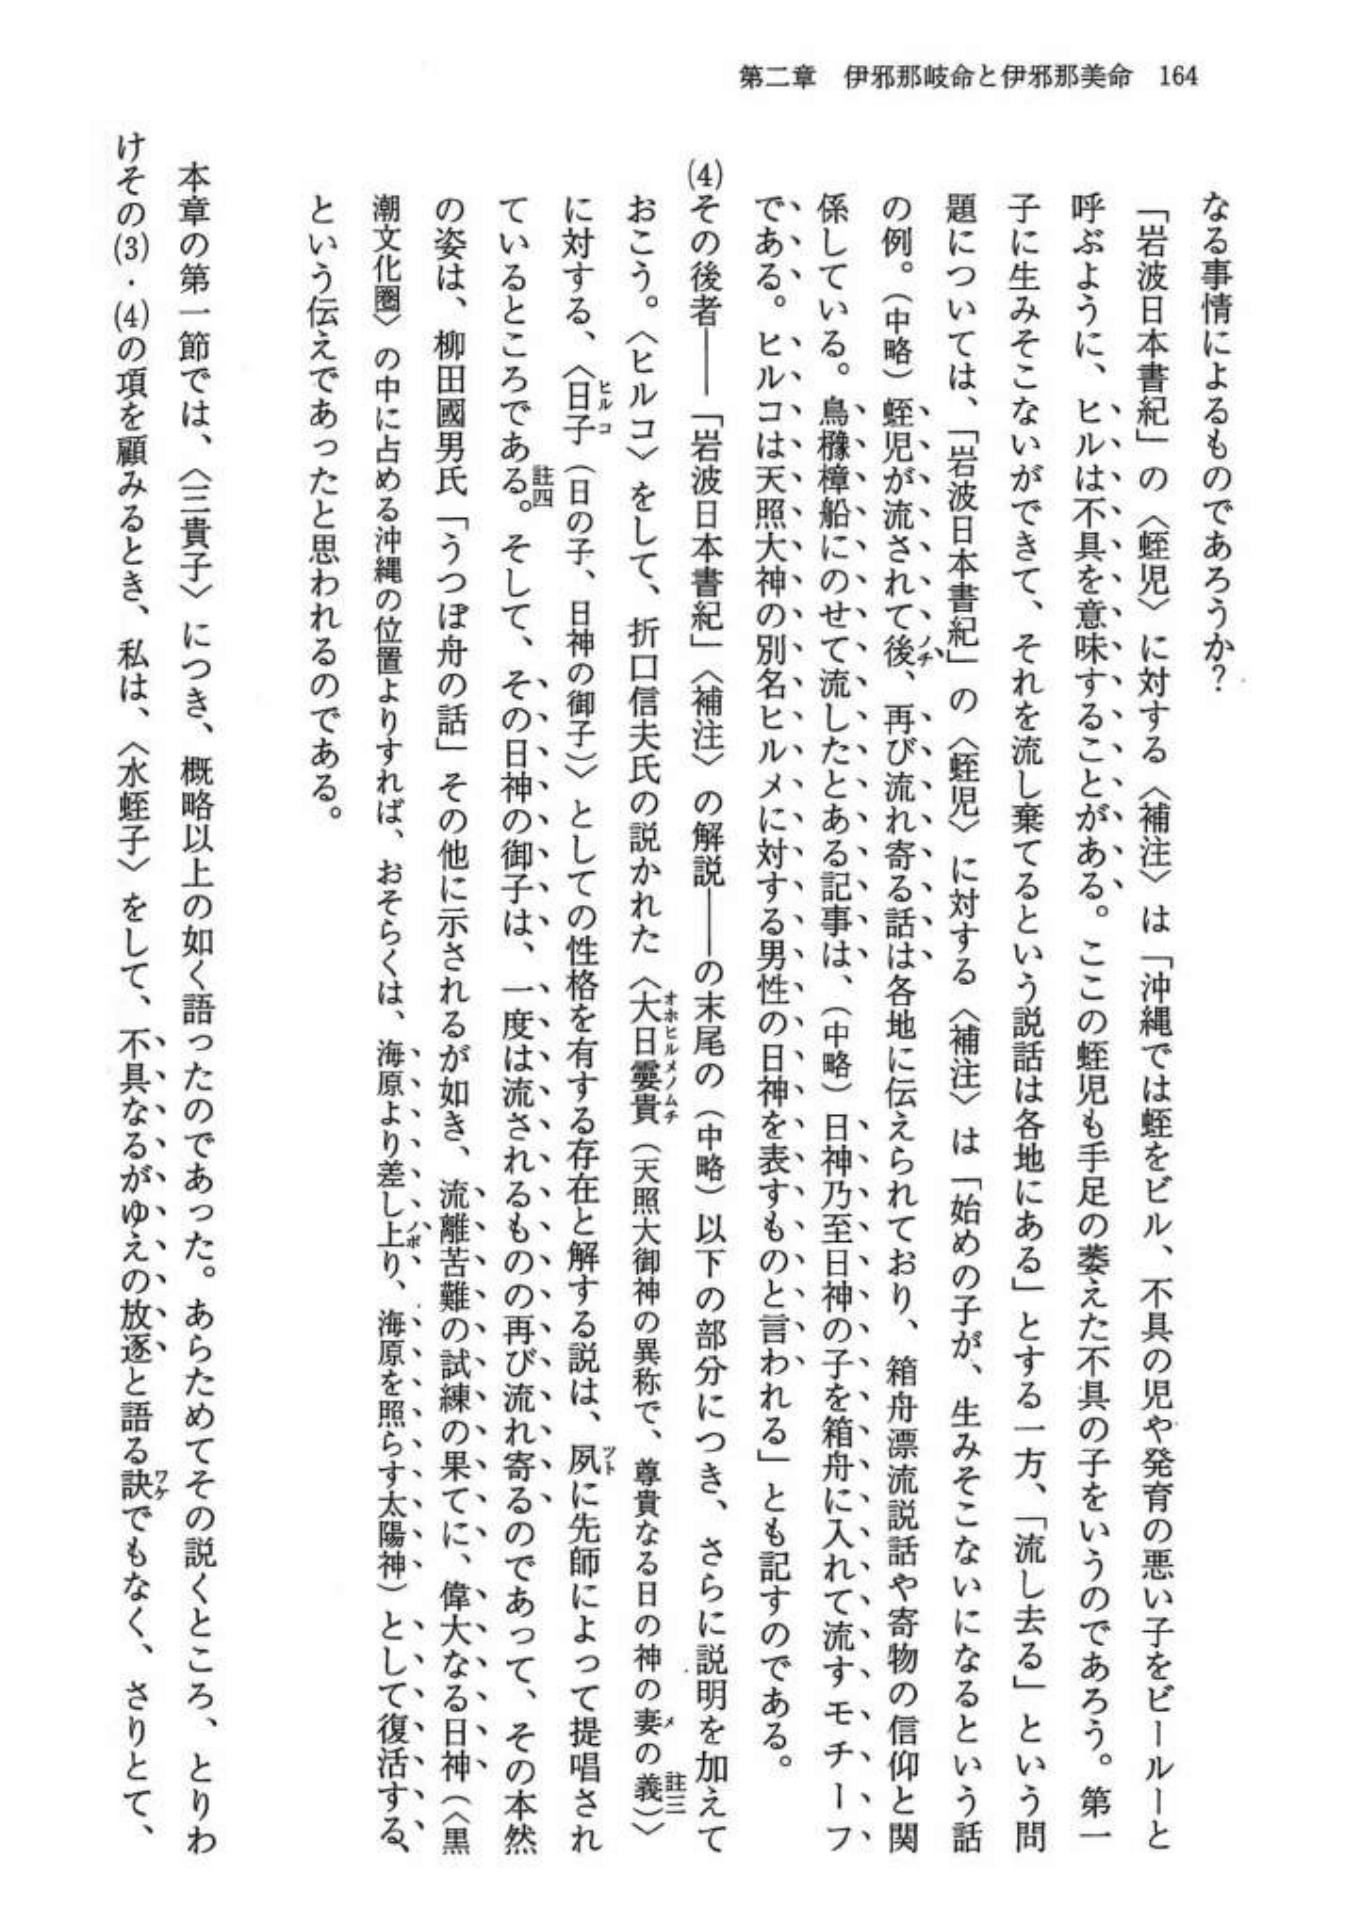 第二章　伊邪那岐命と伊邪那美命　164
なる事情によるものであろうか？
「岩波日本書紀」の〈蛭児〉に対する〈補注〉は「沖縄では蛭をビル、不具の児や発育の悪い子をビールーと
呼ぶように、ヒルは不具を意味することがある。ここの蛭児も手足の萎えた不具の子をいうのであろう。第一
子に生みそこないができて、それを流し棄てるという説話は各地にある」とする一方、「流し去る」という問
題については、「岩波日本書紀」の〈蛭児〉に対する〈補注〉は「始めの子が、生みそこないになるという話
の例。（中略）蛭児が流されて後、再び流れ寄る話は各地に伝えられており、箱舟漂流説話や寄物の信仰と関
係している。鳥櫲樟船にのせて流したとある記事は、（中略）日神乃至日神の子を箱舟に入れて流すモチーフ
である。ヒルコは天照大神の別名ヒルメに対する男性の日神を表すものと言われる」とも記すのである。
(4)その後者――「岩波日本書紀」〈補注〉の解説――の末尾の（中略）以下の部分につき、さらに説明を加えて
おこう。〈ヒルコ〉をして、折口信夫氏の説かれた〈大日孁貴（天照大御神の異称で、尊貴なる日の神の妻の義）〉
に対する、〈日子（日の子、日神の御子）〉としての性格を有する存在と解する説は、夙に先師によって提唱され
ているところである。そして、その日神の御子は、一度は流されるものの再び流れ寄るのであって、その本然
の姿は、柳田國男氏「うつぽ舟の話」その他に示されるが如き、流離苦難の試練の果てに、偉大なる日神（〈黒
潮文化圏〉の中に占める沖縄の位置よりすれば、おそらくは、海原より差し上り、海原を照らす太陽神）として復活する、
という伝えであったと思われるのである。
本章の第一節では、〈三貴子〉につき、概略以上の如く語ったのであった。あらためてその説くところ、とりわ
けその(3)・(4)の項を顧みるとき、私は、〈水蛭子〉をして、不具なるがゆえの放逐と語る訣でもなく、さりとて、